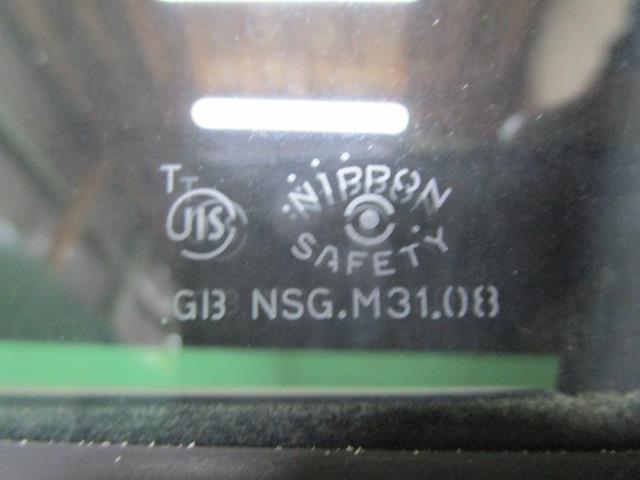 T
JIS
NIPPON
SAFETY
GB NSG.M31.08